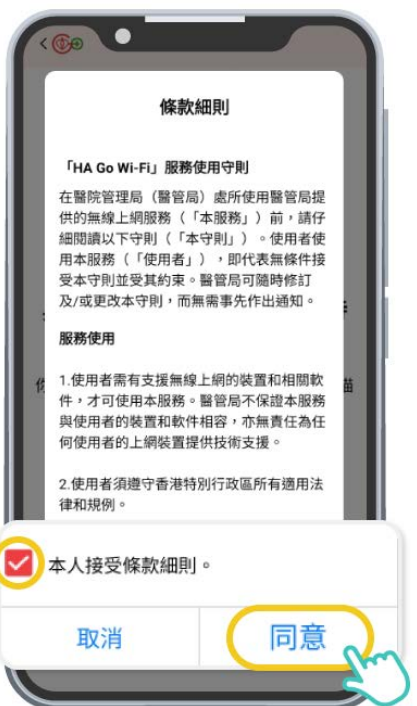 條款細則
「HA Go Wi-Fi」服務使用守則
在醫院管理局（醫管局）處所使用醫管局提
供的無線上網服務（「本服務」）前，請仔
細閱讀以下守則（「本守則」）。使用者使
用本服務（「使用者」），即代表無條件接
受本守則並受其約束。醫管局可隨時修訂
及/或更改本守則，而無需事先作出通知。
服務使用
1.使用者需有支援無線上網的裝置和相關軟
件，才可使用本服務。醫管局不保證本服務
與使用者的裝置和軟件相容，亦無責任為任
何使用者的上網裝置提供技術支援。
2.使用者須遵守香港特別行政區所有適用法
律和規例。
本人接受條款細則。
取消
同意